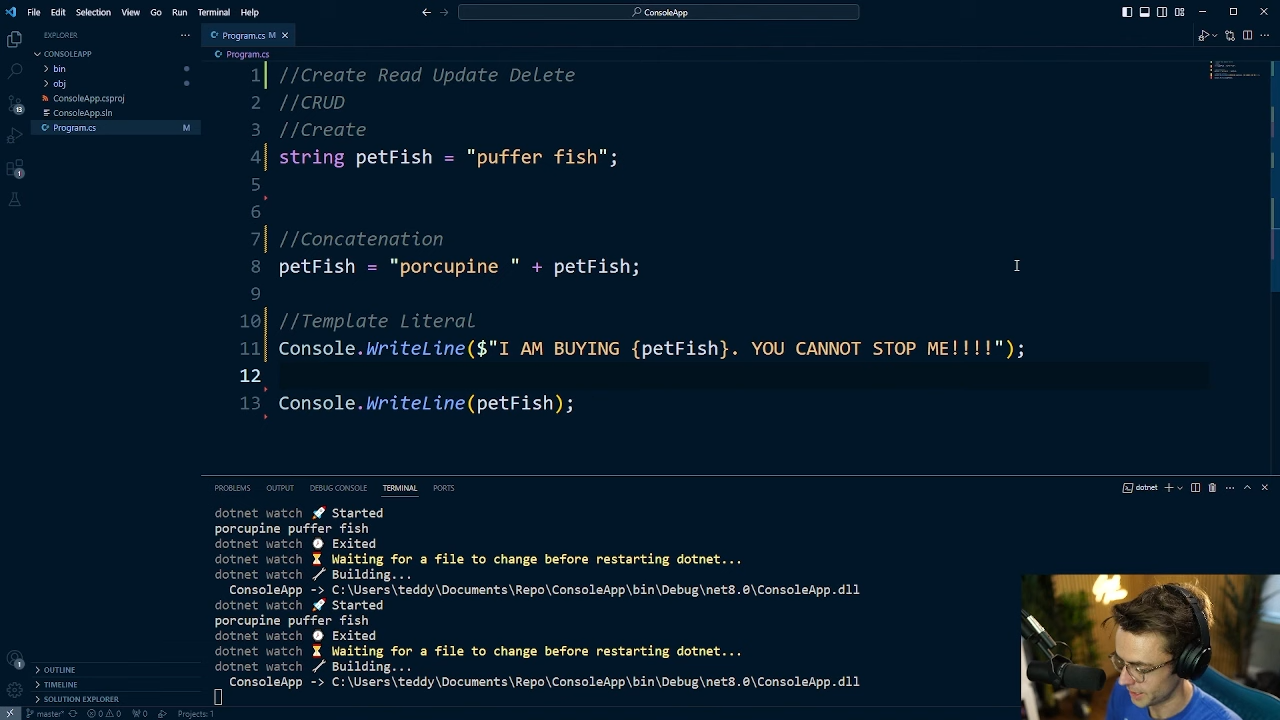 File Edit Selection View Go Run Terminal Help
ConsoleApp
EXPLORER
Program.cs M
CONSOLEAPP
Program.cs
bin
obj
ConsoleApp.csproj
ConsoleApp.sln
Program.cs M
13
1
1 //Create Read Update Delete
2 //CRUD
3 //Create
4 string petFish = "puffer fish";
5
6
7 //Concatenation
8 petFish = "porcupine " + petFish;
9
10 //Template Literal
11 Console.WriteLine($"I AM BUYING {petFish}. YOU CANNOT STOP ME!!!!");
12
13 Console.WriteLine(petFish);
PROBLEMS OUTPUT DEBUG CONSOLE TERMINAL PORTS
dotnet
dotnet watch 🚀 Started
porcupine puffer fish
dotnet watch 🕗 Exited
dotnet watch ⏳ Waiting for a file to change before restarting dotnet...
dotnet watch 🔧 Building...
ConsoleApp -> C:\Users\teddy\Documents\Repo\ConsoleApp\bin\Debug\net8.0\ConsoleApp.dll
dotnet watch 🚀 Started
porcupine puffer fish
dotnet watch 🕗 Exited
dotnet watch ⏳ Waiting for a file to change before restarting dotnet...
dotnet watch 🔧 Building...
ConsoleApp -> C:\Users\teddy\Documents\Repo\ConsoleApp\bin\Debug\net8.0\ConsoleApp.dll
1
OUTLINE
TIMELINE
SOLUTION EXPLORER
master* 0 0 0 Projects: 1